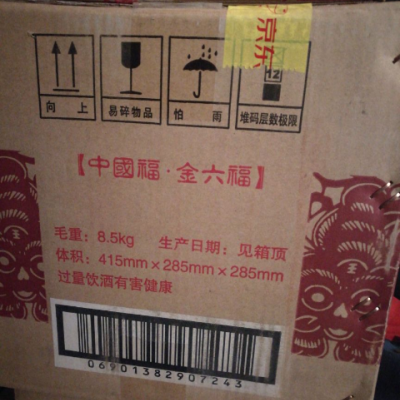 京东
向 上
易碎物品
怕 雨
堆码层数极限
【中國福·金六福】
毛重：8.5kg 生产日期：见箱顶
体积：415mm×285mm×285mm
过量饮酒有害健康
06901382907243